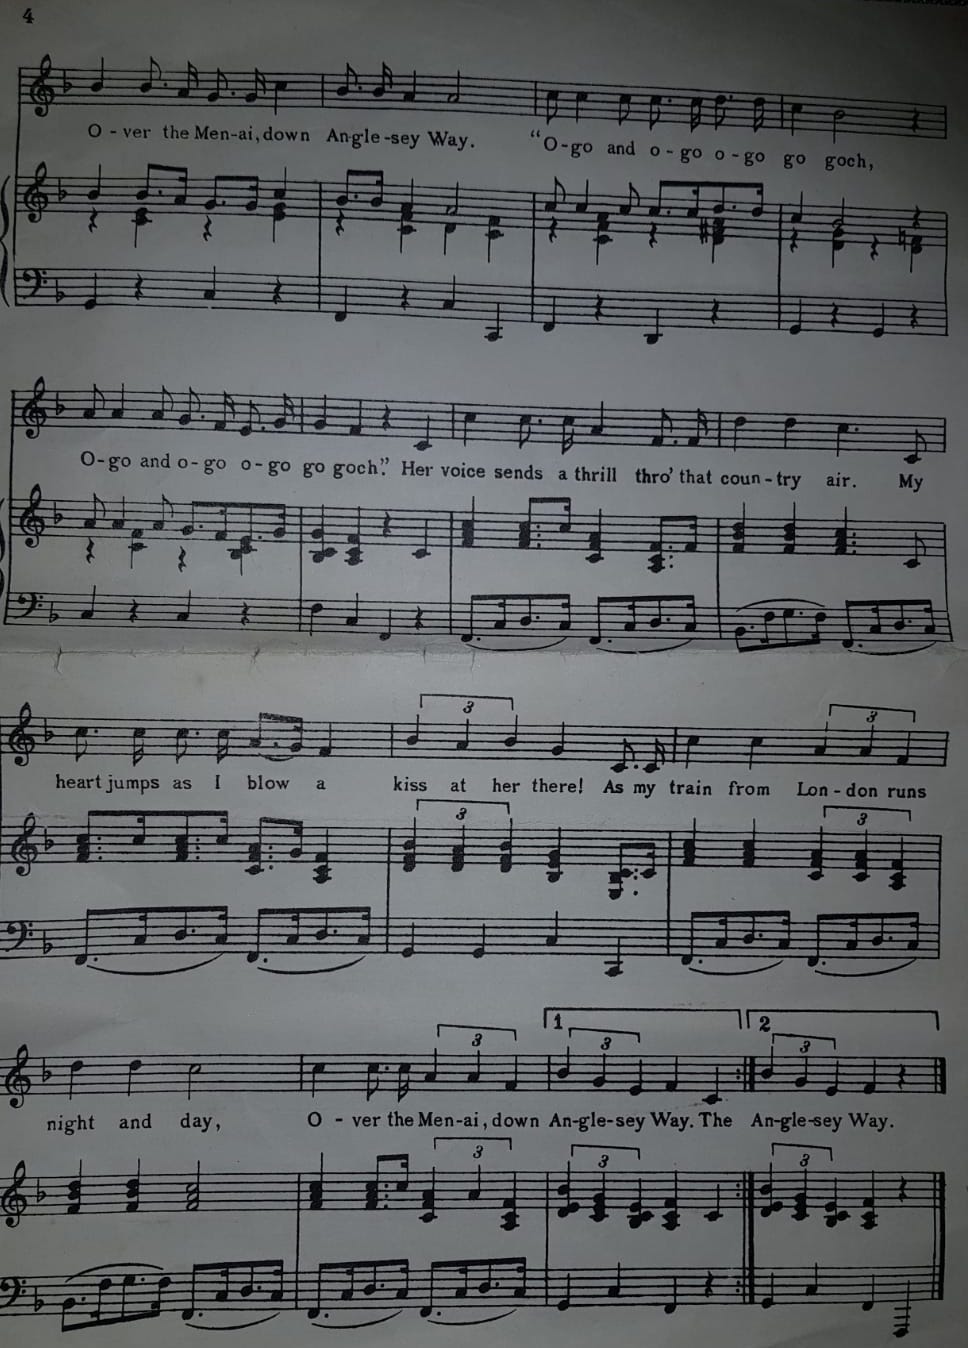 4
O - ver the Men-ai, down An-gle-sey Way. “O-go and o - go o - go go goch,
O-go and o-go o-go go goch.” Her voice sends a thrill thro’ that coun-try air. My
3
heart jumps as I blow a kiss at her there! As my train from Lon-don runs
3
3
1 2
3 3 3
night and day, O - ver the Men-ai, down An-gle-sey Way. The An-gle-sey Way.
3 3 3